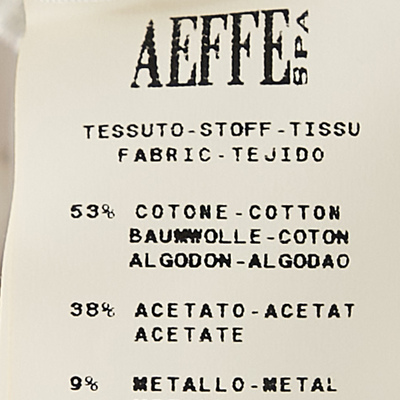 AEFFE SPA
TESSUTO-STOFF-TISSU
FABRIC-TEJIDO
53% COTONE-COTTON
BAUMWOLLE-COTON
ALGODON-ALGODAO
38% ACETATO-ACETAT
ACETATE
9% METALLO-METAL